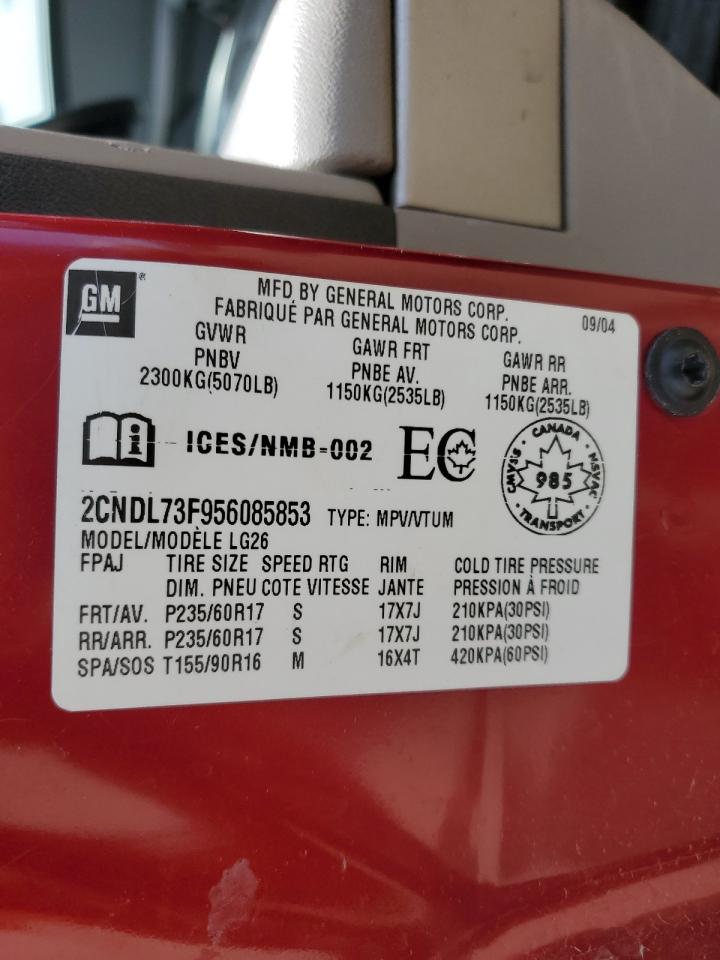 GM
MFD BY GENERAL MOTORS CORP.
FABRIQUÉ PAR GENERAL MOTORS CORP.
09/04
GVWR GAWR FRT GAWR RR
PNBV PNBE AV. PNBE ARR.
2300KG(5070LB) 1150KG(2535LB) 1150KG(2535LB)
ICES/NMB-002 EC
CANADA
CMVSS 985 NSVAC
TRANSPORT
2CNDL73F956085853 TYPE: MPV/VTUM
MODEL/MODÈLE LG26
FPAJ TIRE SIZE SPEED RTG RIM COLD TIRE PRESSURE
DIM. PNEU COTE VITESSE JANTE PRESSION À FROID
FRT/AV. P235/60R17 S 17X7J 210KPA(30PSI)
RR/ARR. P235/60R17 S 17X7J 210KPA(30PSI)
SPA/SOS T155/90R16 M 16X4T 420KPA(60PSI)